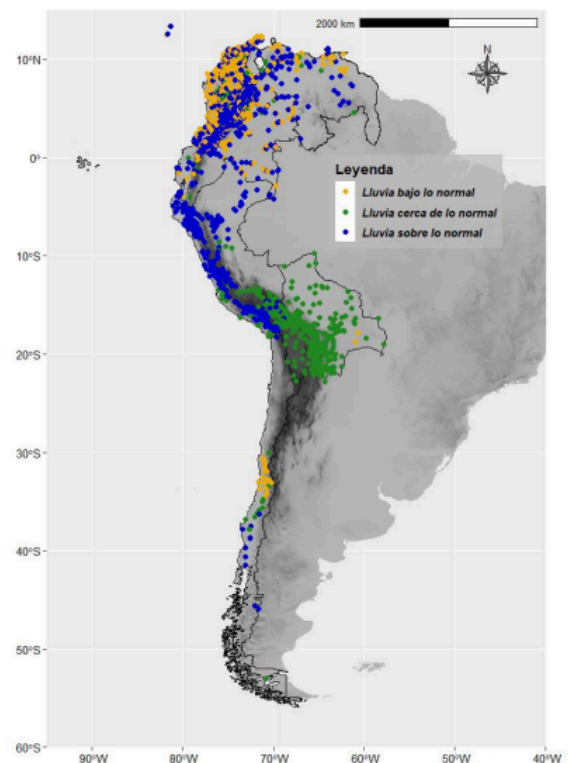 2000 km
N
10°N
0°
10°S
20°S
30°S
40°S
50°S
60°S
Leyenda
Lluvia bajo lo normal
Lluvia cerca de lo normal
Lluvia sobre lo normal
90°W
80°W
70°W
60°W
50°W
40°W